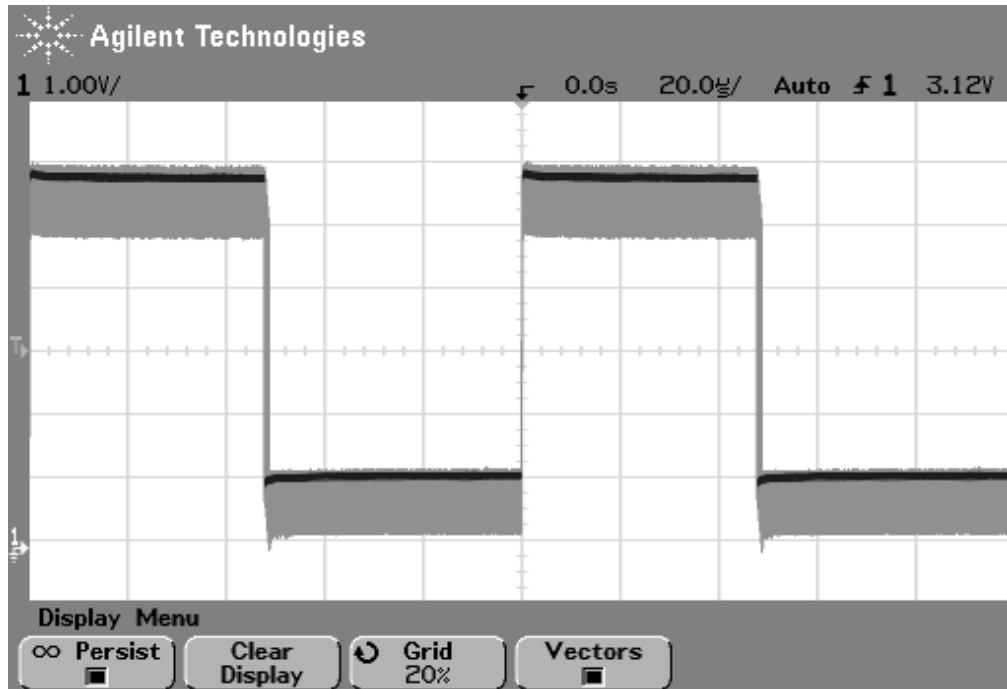 Agilent Technologies
1 1.00V/ 0.0s 20.0µs/ Auto 1 3.12V
T
1
Display Menu
∞ Persist
Clear Display
Grid 20%
Vectors